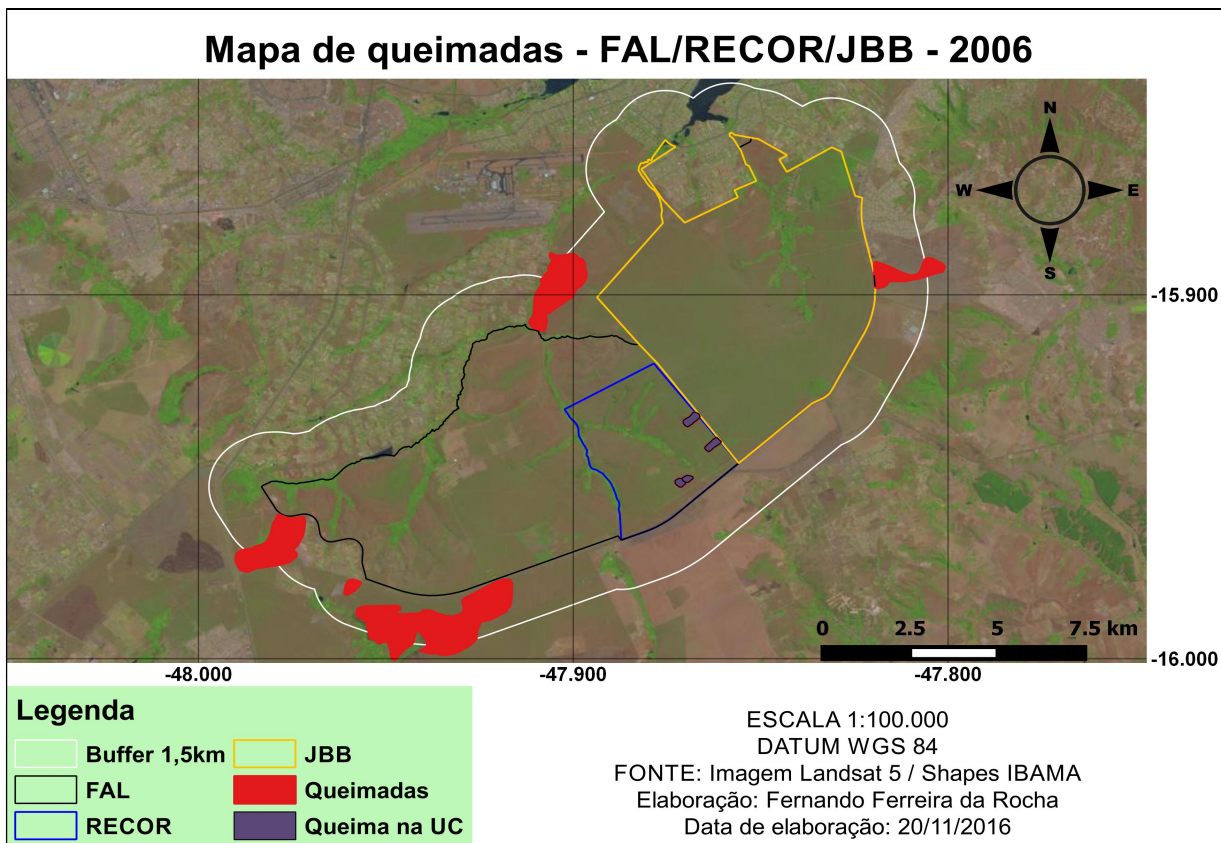 Mapa de queimadas - FAL/RECOR/JBB - 2006
N
W E
S
-15.900
0 2.5 5 7.5 km
-16.000
-48.000 -47.900 -47.800
Legenda
Buffer 1,5km
FAL
RECOR
JBB
Queimadas
Queima na UC
ESCALA 1:100.000
DATUM WGS 84
FONTE: Imagem Landsat 5 / Shapes IBAMA
Elaboração: Fernando Ferreira da Rocha
Data de elaboração: 20/11/2016